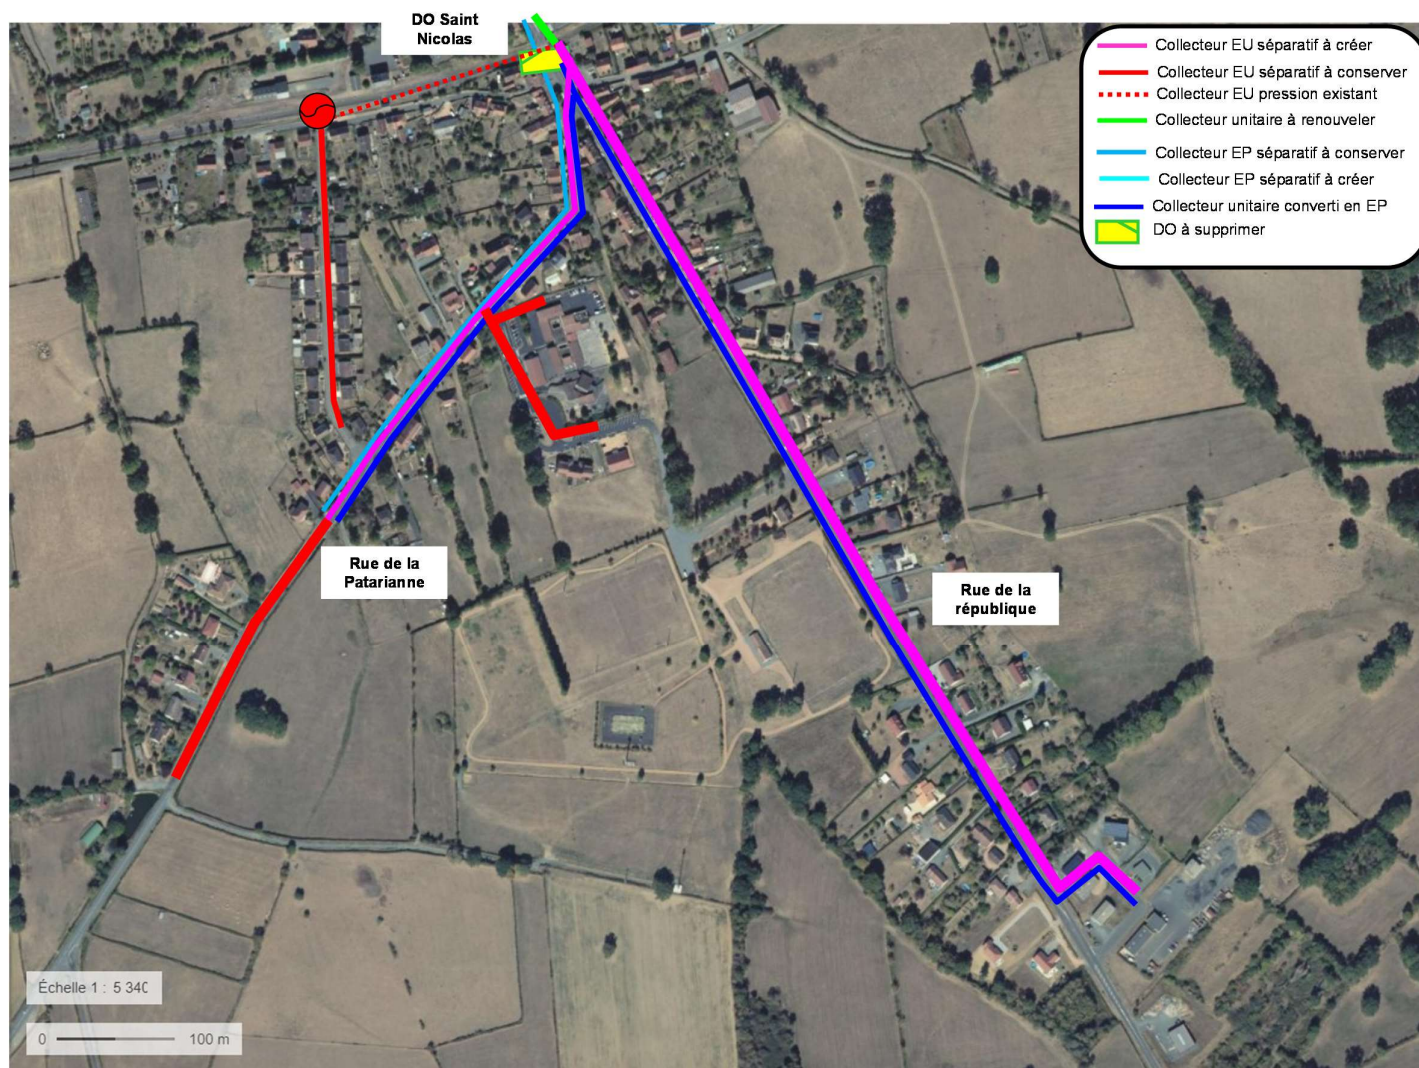 DO Saint
Nicolas
Collecteur EU séparatif à créer
Collecteur EU séparatif à conserver
Collecteur EU pression existant
Collecteur unitaire à renouveler
Collecteur EP séparatif à conserver
Collecteur EP séparatif à créer
Collecteur unitaire converti en EP
DO à supprimer
Rue de la
Patarianne
Rue de la
république
Échelle 1 : 5 340
0 100 m